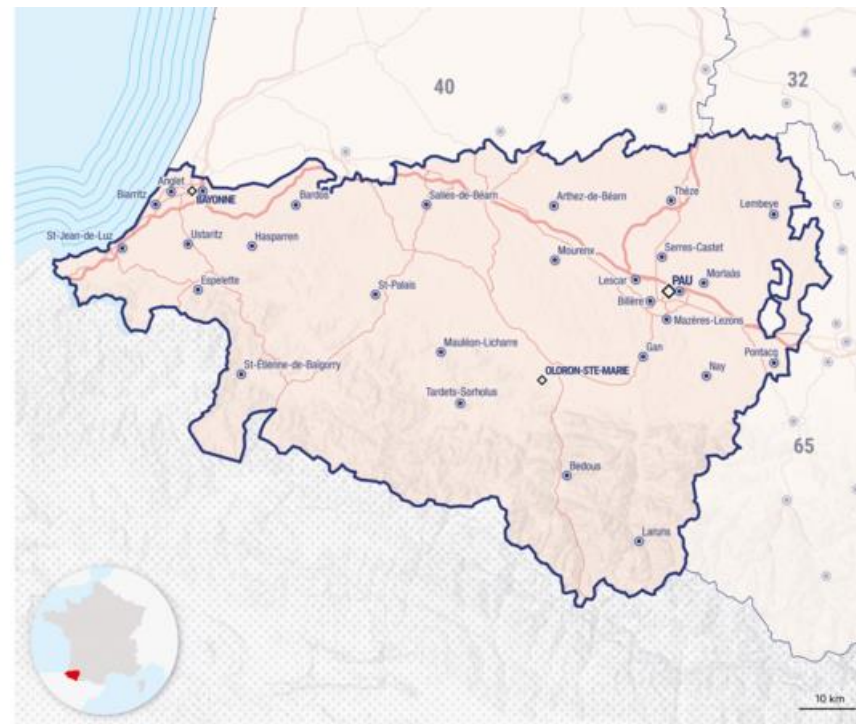 40
32
Anglet
Biarritz
BAYONNE
Bardos
Salies-de-Béarn
Arthez-de-Béarn
Thèze
Lembeye
St-Jean-de-Luz
Ustaritz
Hasparren
Mourenx
Serres-Castet
Espelette
St-Palais
Lescar
PAU
Morlaàs
Billère
Mazères-Lezons
Mauléon-Licharre
Gan
Pontacq
St-Étienne-de-Baïgorry
OLORON-STE-MARIE
Nay
Tardets-Sorholus
65
Bedous
Laruns
10 km